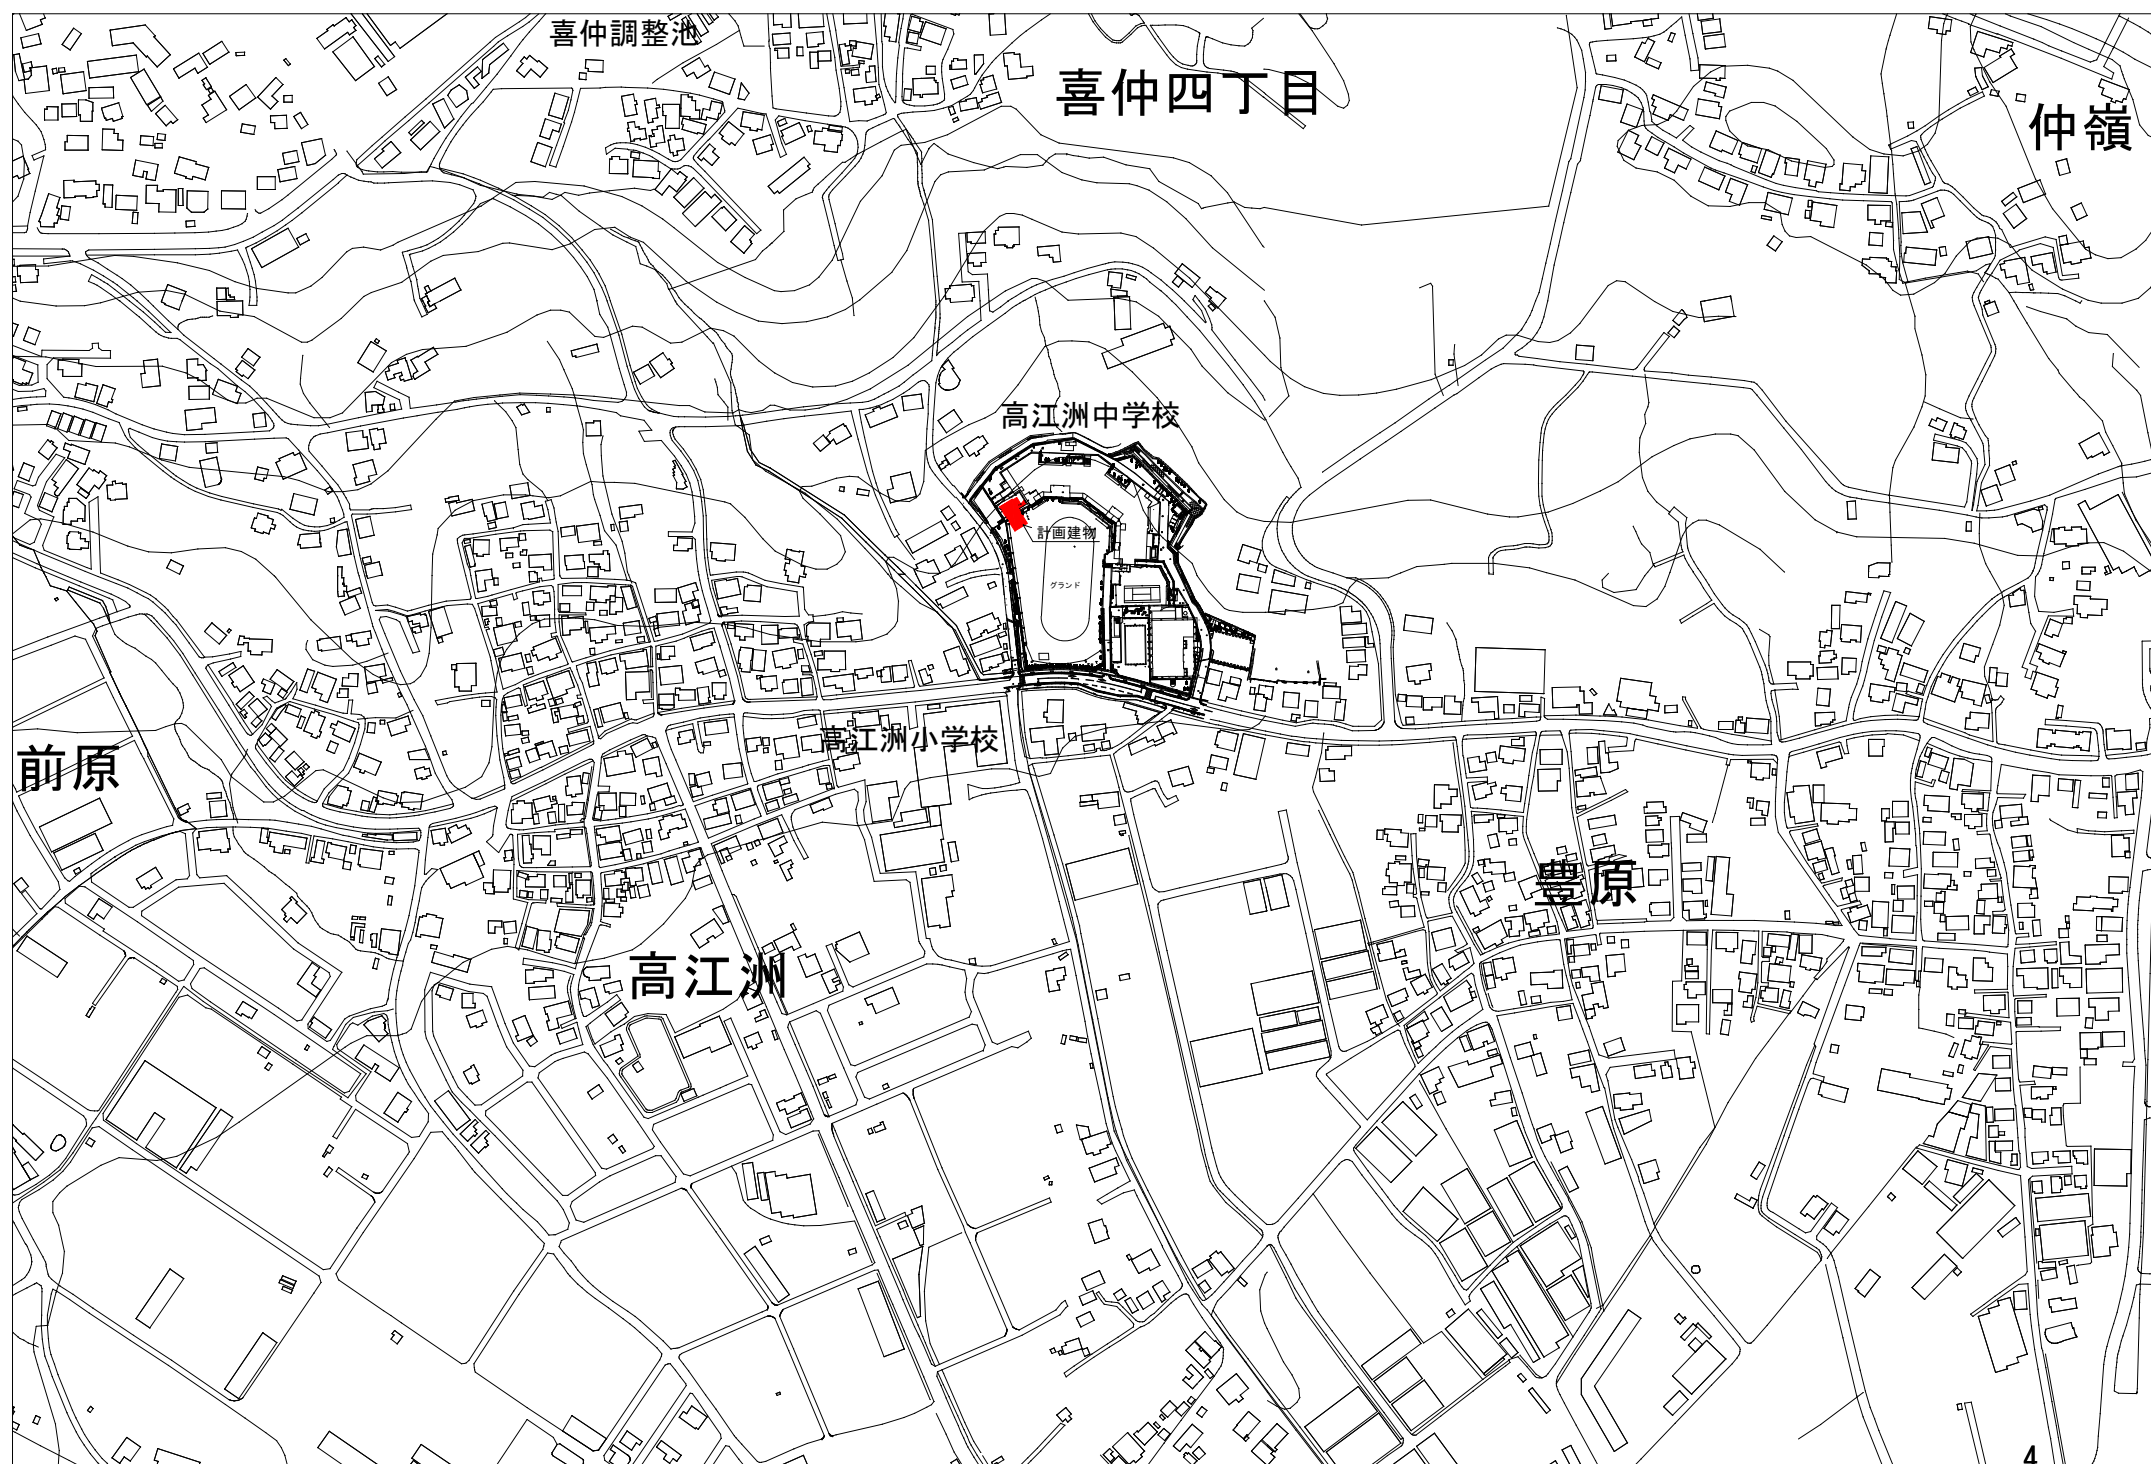 喜仲調整池
喜仲四丁目
仲嶺
高江洲中学校
計画建物
グランド
高江洲小学校
前原
豊原
高江洲
4